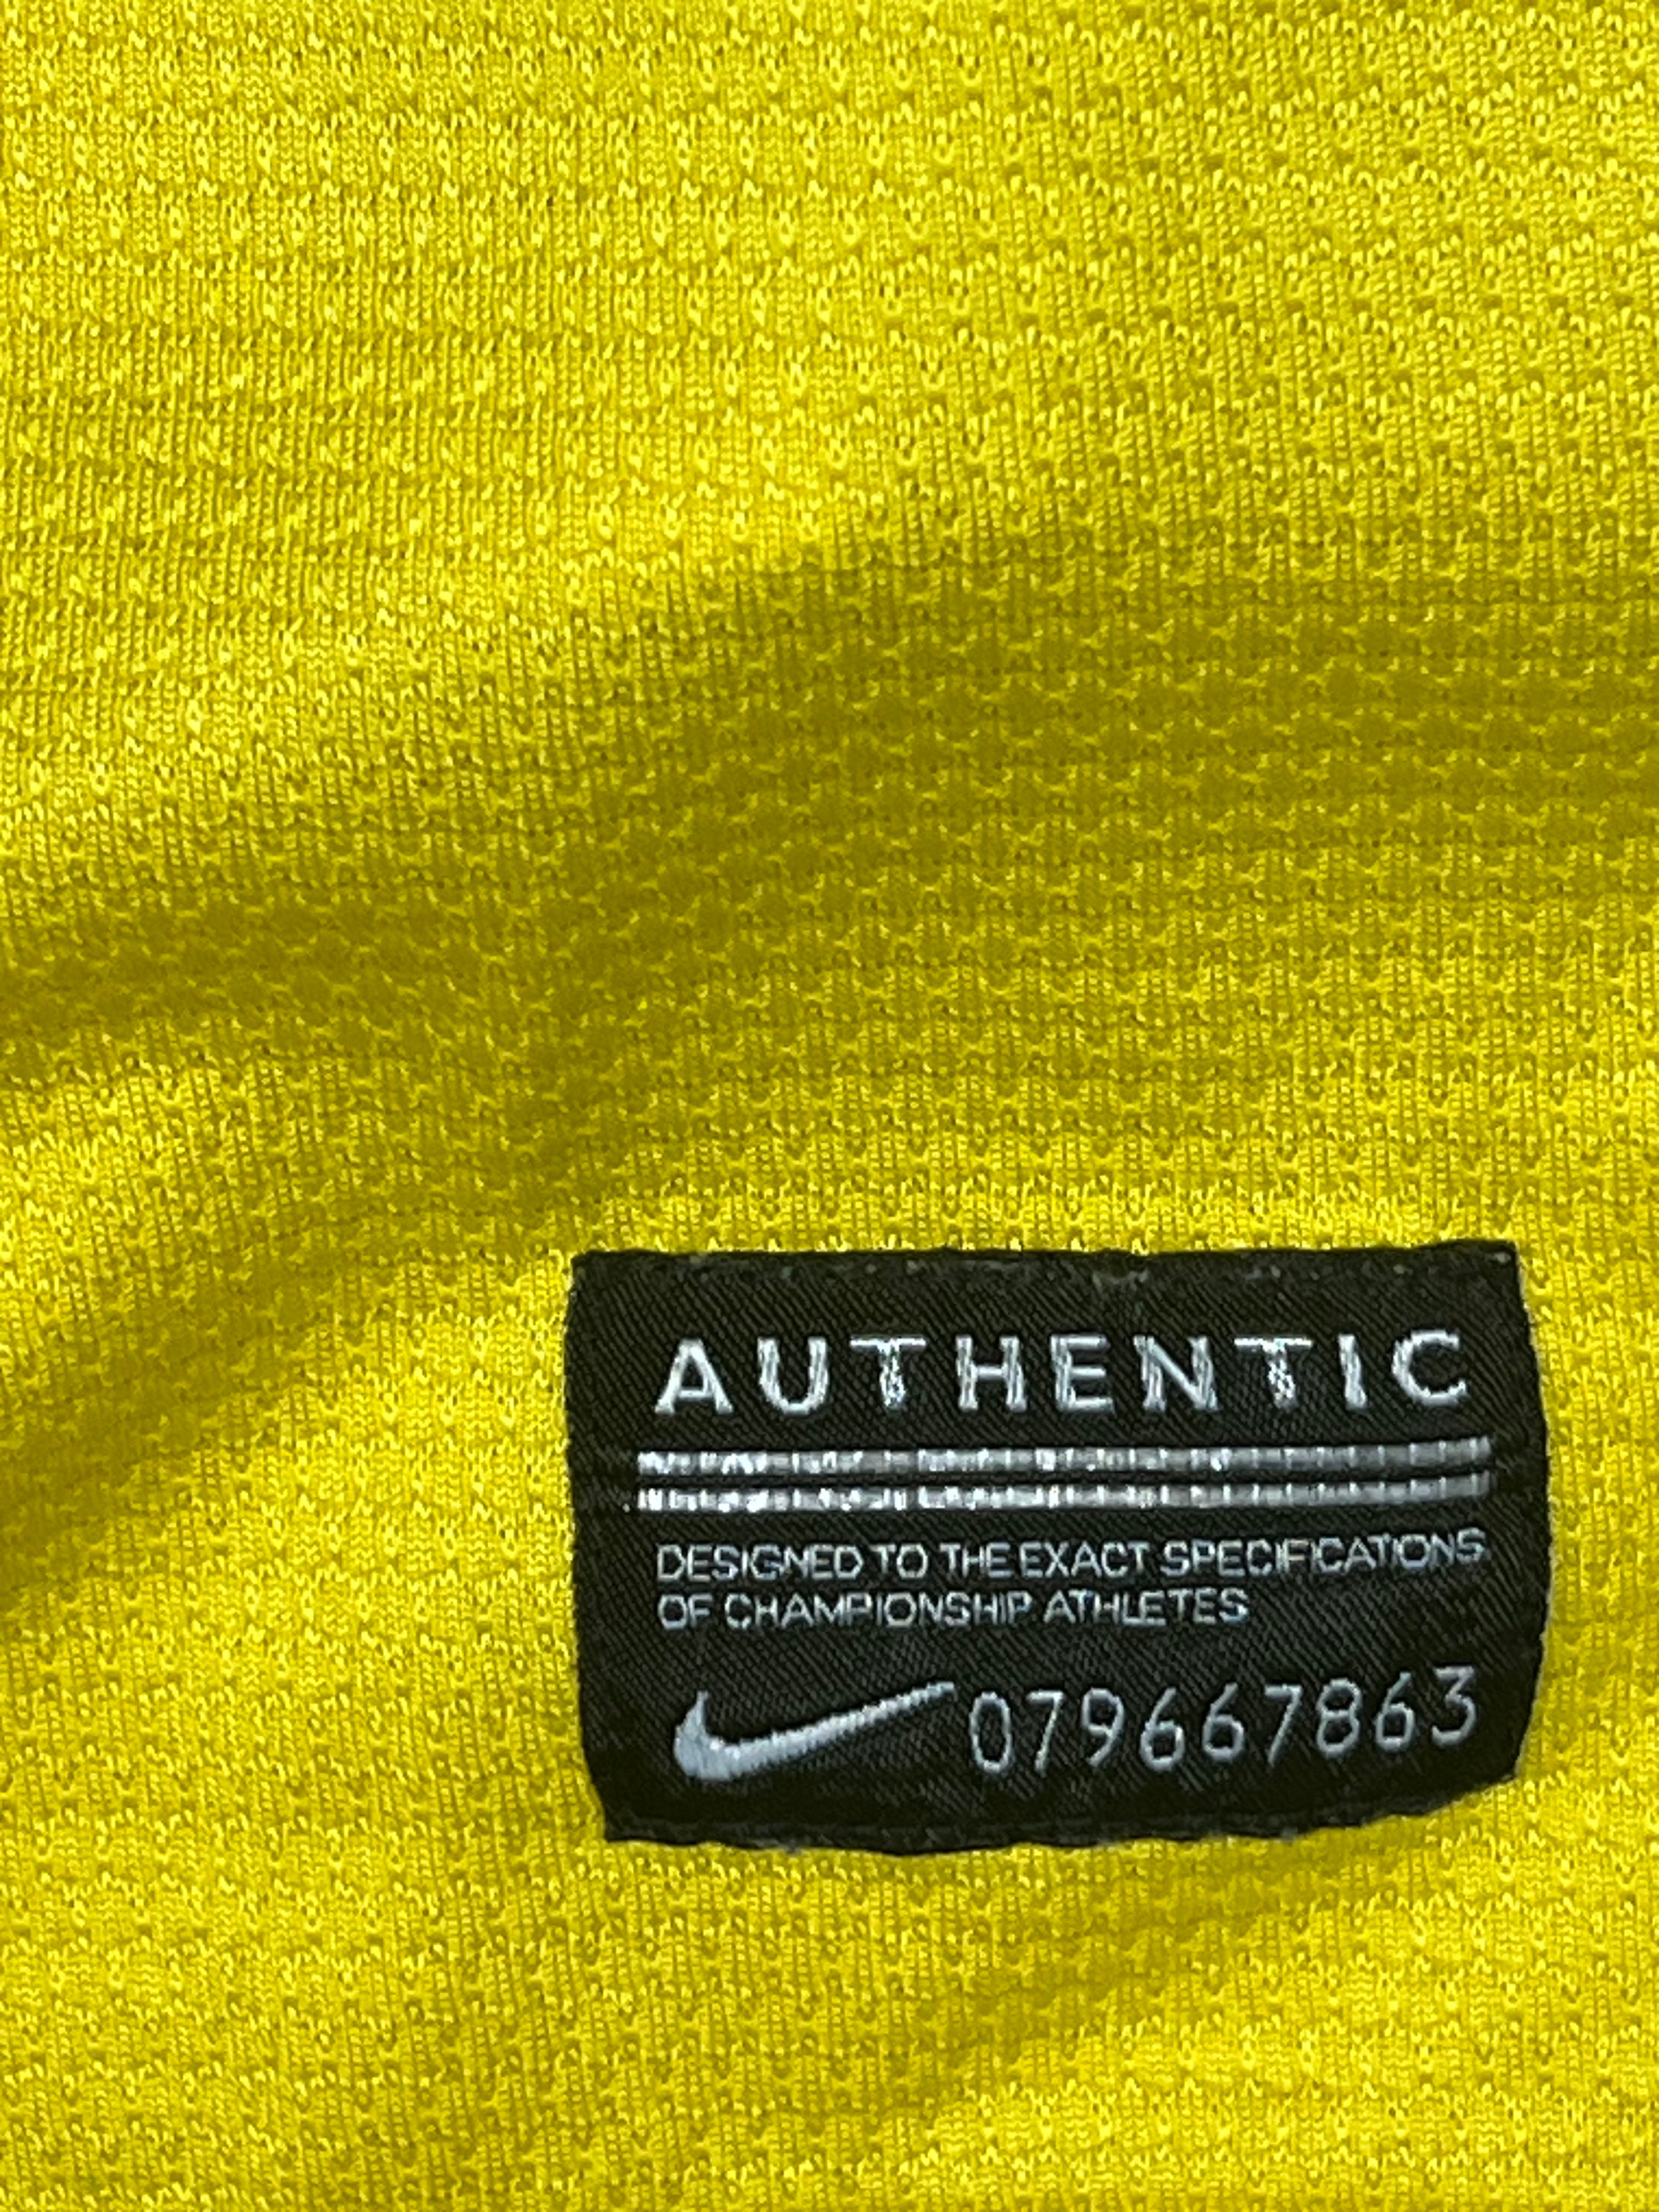 AUTHENTIC
DESIGNED TO THE EXACT SPECIFICATIONS
OF CHAMPIONSHIP ATHLETES
079667863